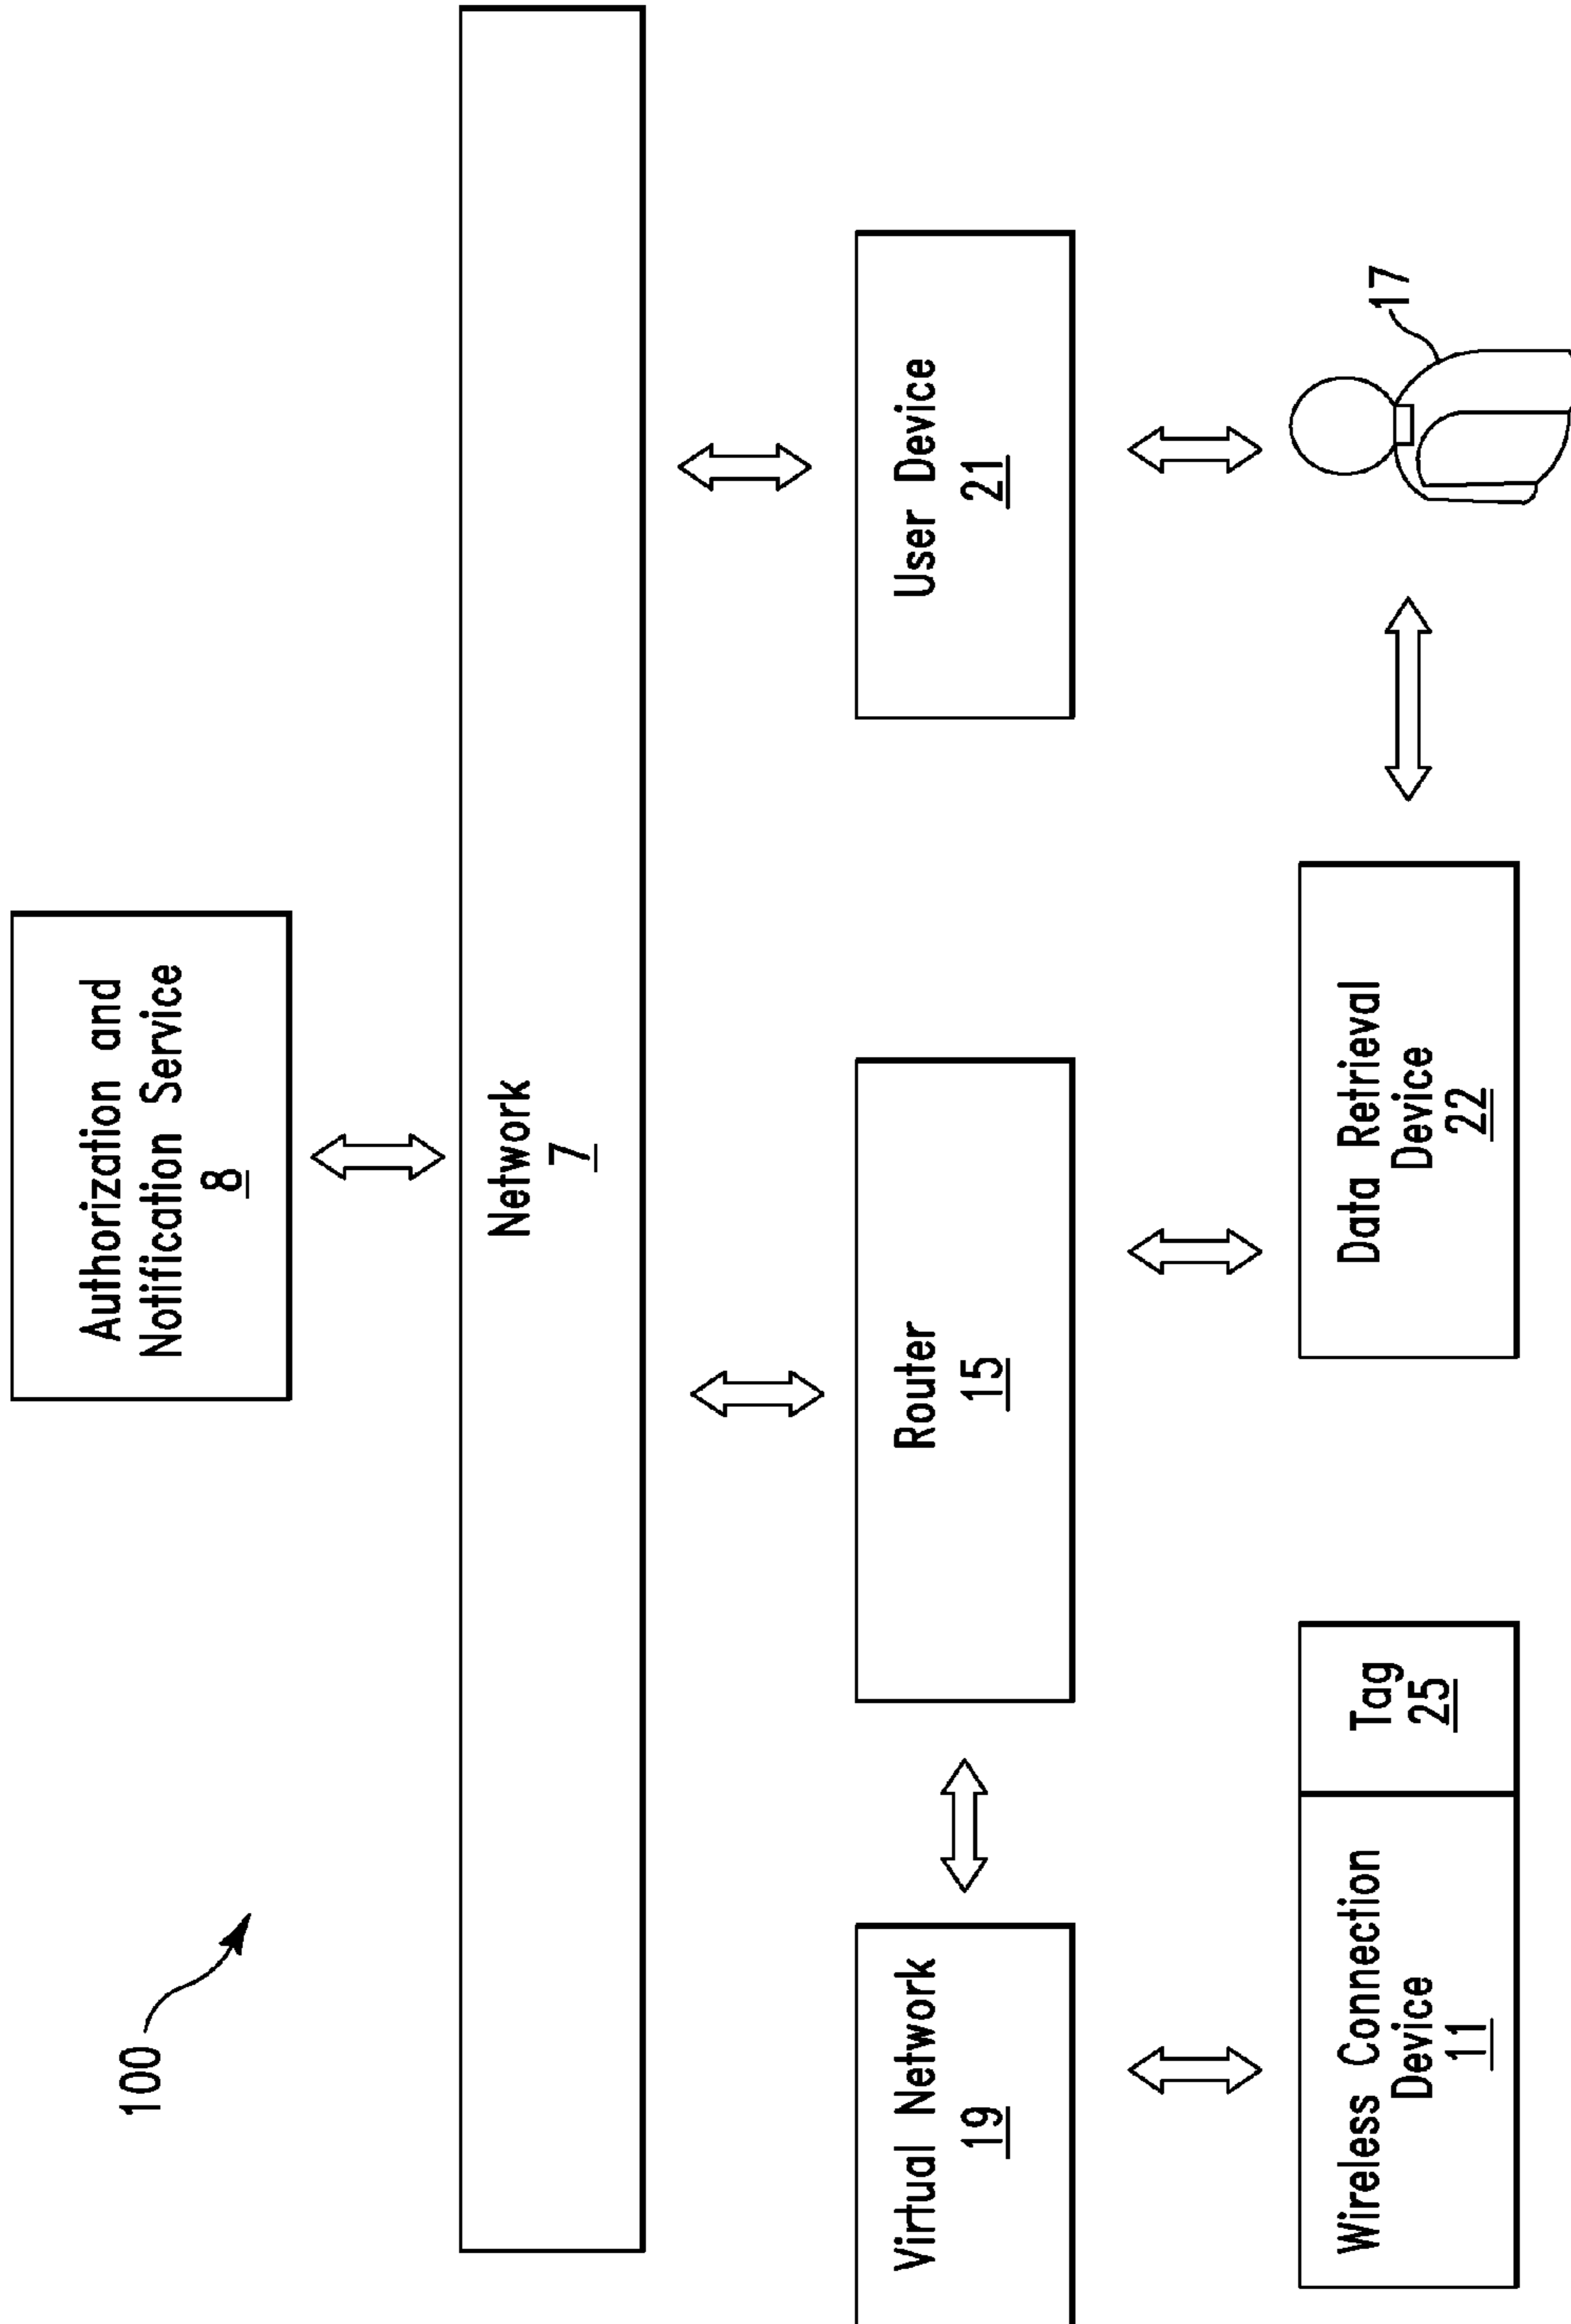 100
Authorization and
Notification Service
8
Network
7
Virtual Network
19
Router
15
User Device
21
Wireless Connection
Device
11
Tag
25
Data Retrieval
Device
22
17